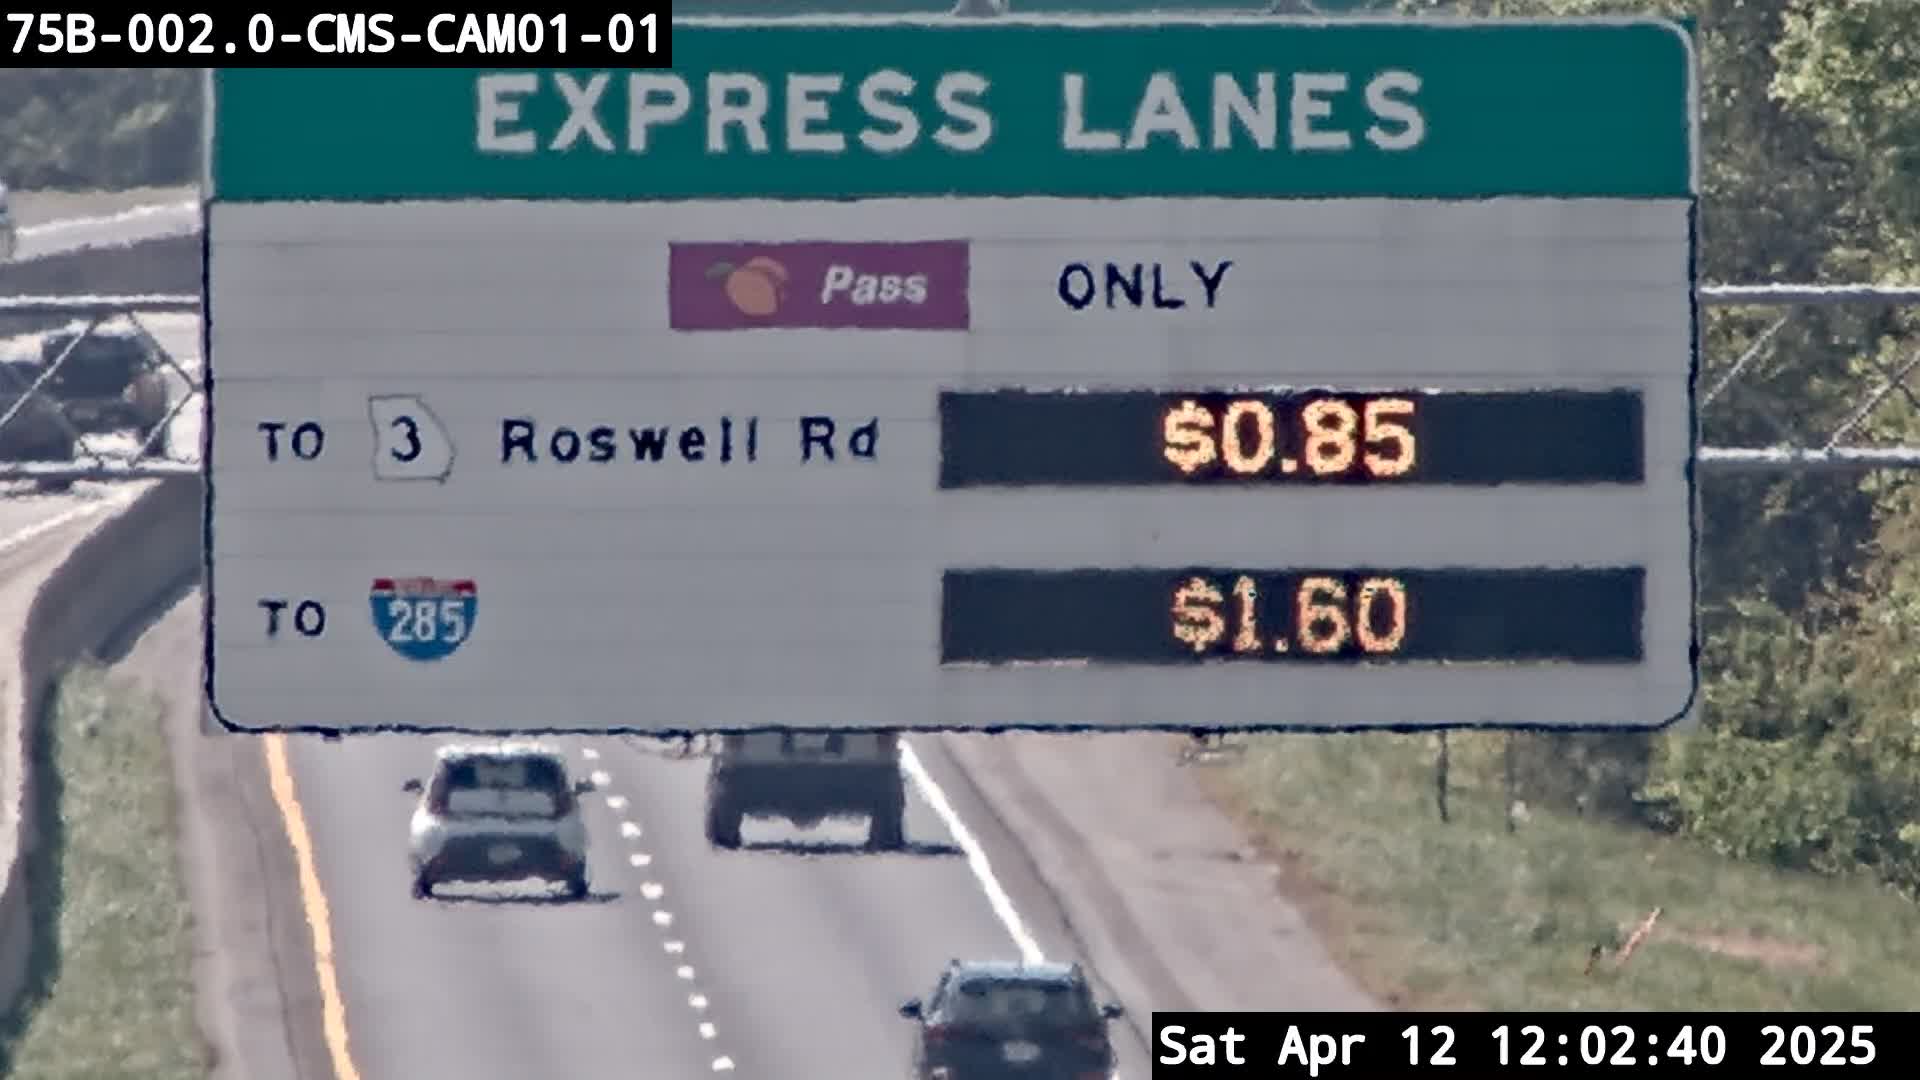 75B-002.0-CMS-CAM01-01
EXPRESS LANES
Pass ONLY
TO 3 Roswell Rd $0.85
TO 285 $1.60
Sat Apr 12 12:02:40 2025